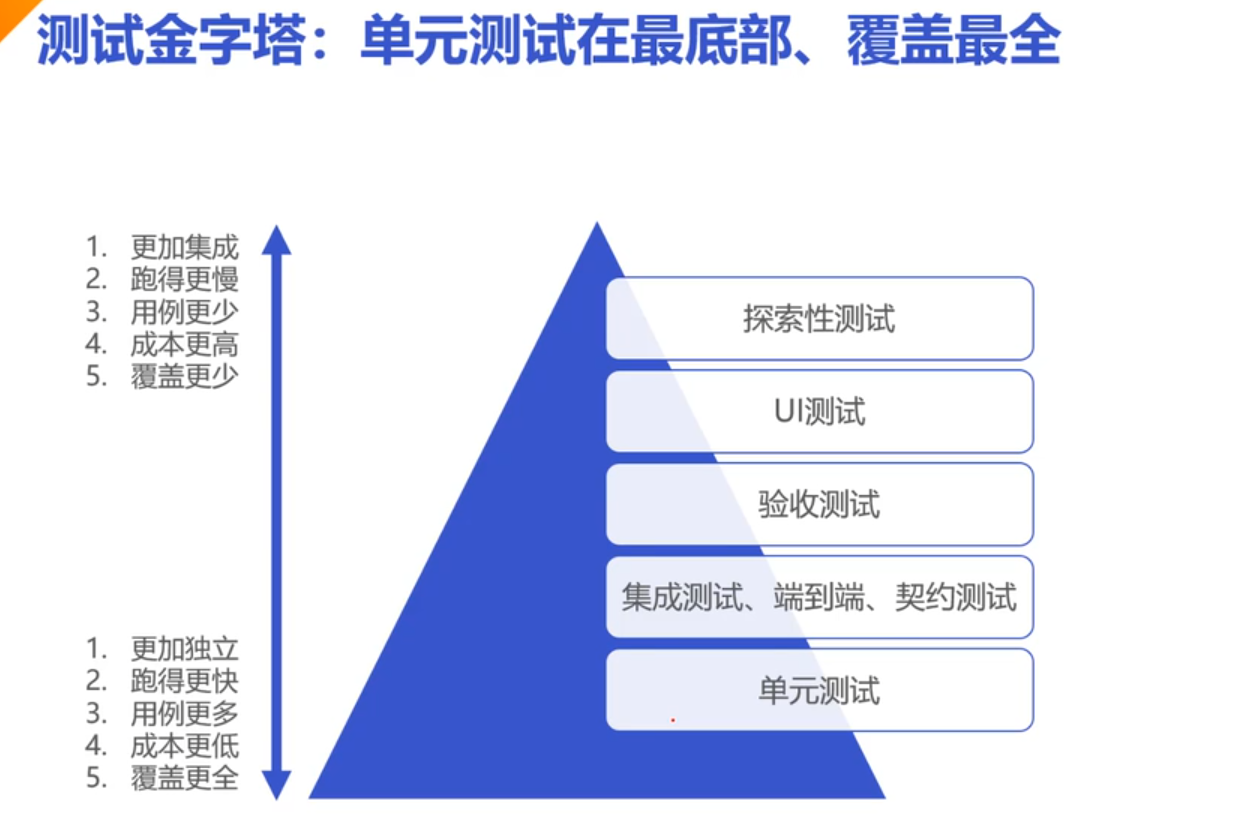 测试金字塔：单元测试在最底部、覆盖最全
1. 更加集成
2. 跑得更慢
3. 用例更少
4. 成本更高
5. 覆盖更少
探索性测试
UI测试
验收测试
集成测试、端到端、契约测试
单元测试
1. 更加独立
2. 跑得更快
3. 用例更多
4. 成本更低
5. 覆盖更全